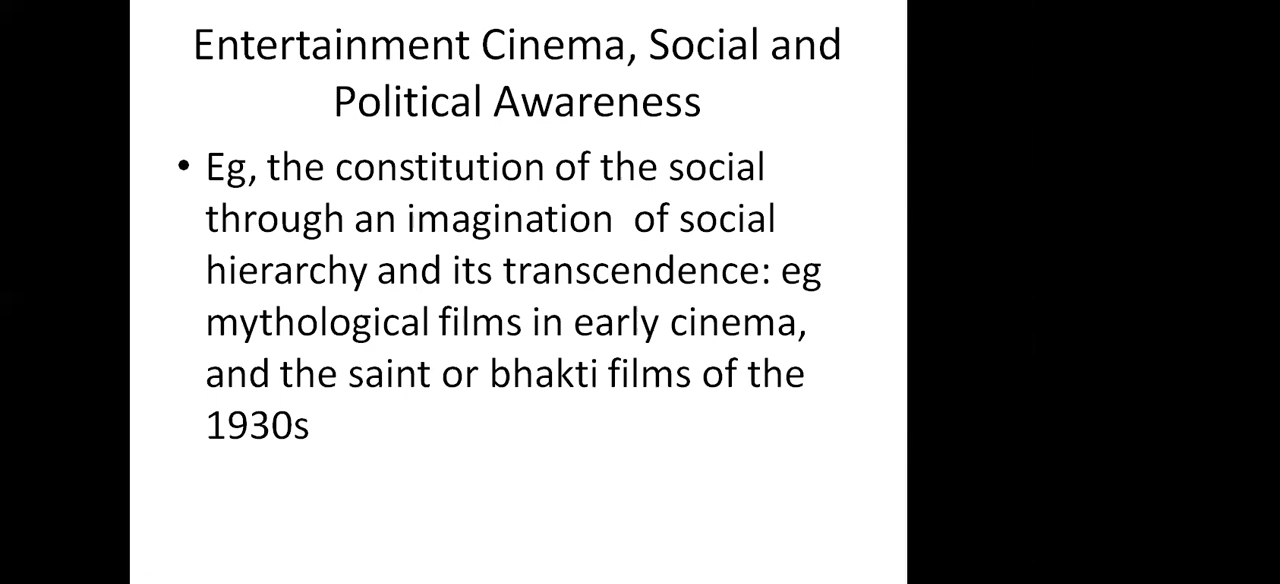 Entertainment Cinema, Social and
Political Awareness
• Eg, the constitution of the social
through an imagination  of social
hierarchy and its transcendence: eg
mythological films in early cinema,
and the saint or bhakti films of the
1930s